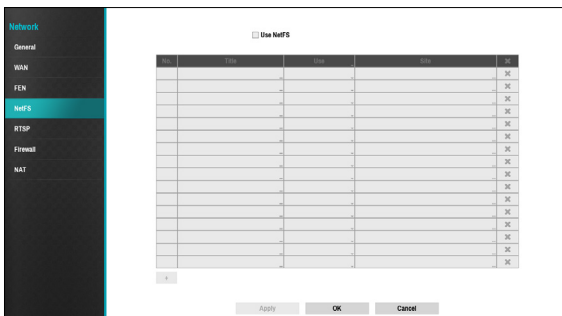 Network
General
WAN
FEN
NetFS
RTSP
Firewall
NAT
Use NetFS
No. Title Use Site
+
Apply OK Cancel